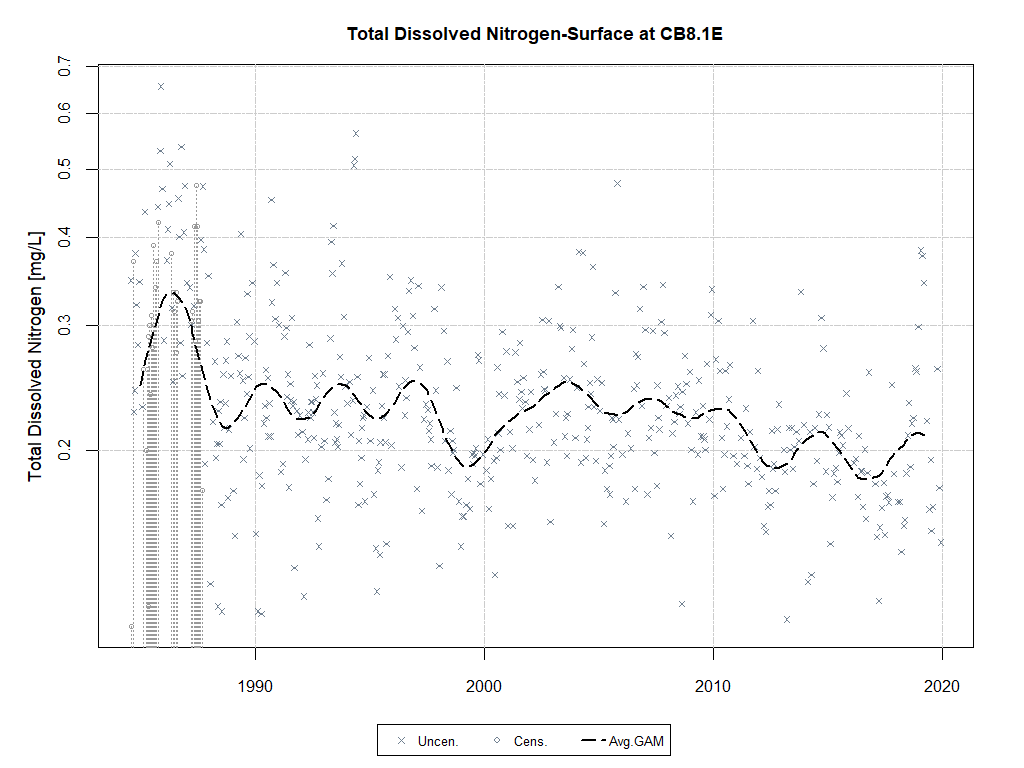 Total Dissolved Nitrogen-Surface at CB8.1E
Total Dissolved Nitrogen [mg/L]
0.7
0.6
0.5
0.4
0.3
0.2
1990 2000 2010 2020
Uncen. Cens. Avg.GAM